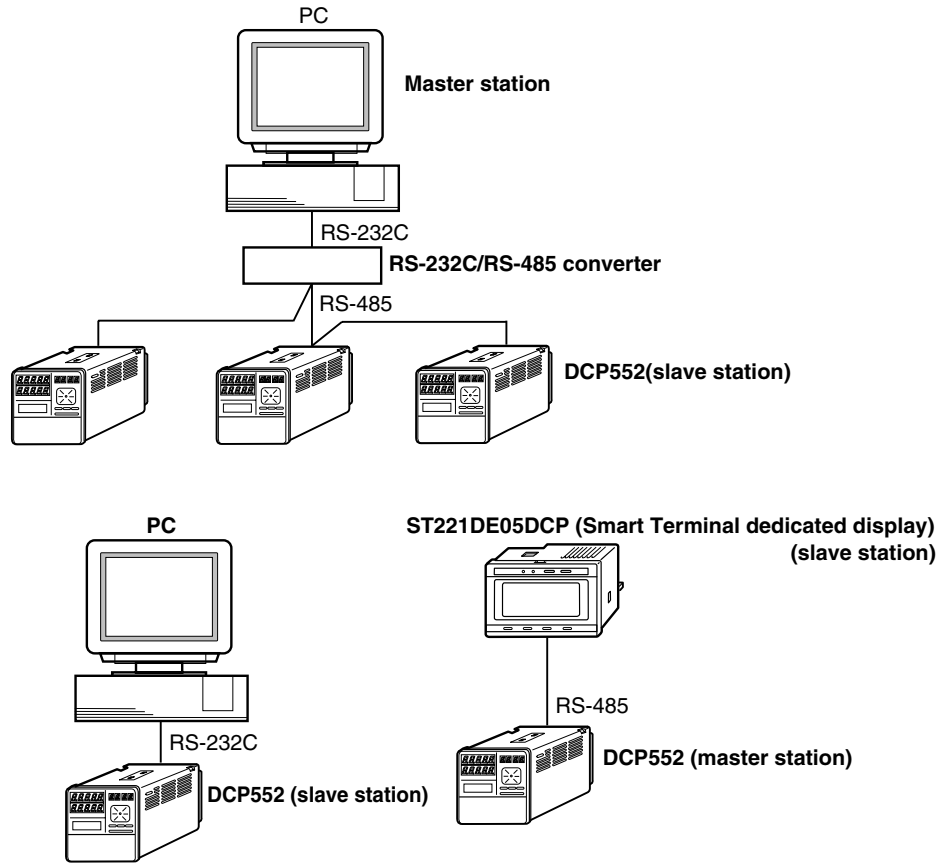 PC
Master station
RS-232C
RS-232C/RS-485 converter
RS-485
DCP552(slave station)
PC
ST221DE05DCP (Smart Terminal dedicated display)
(slave station)
RS-232C
DCP552 (slave station)
RS-485
DCP552 (master station)